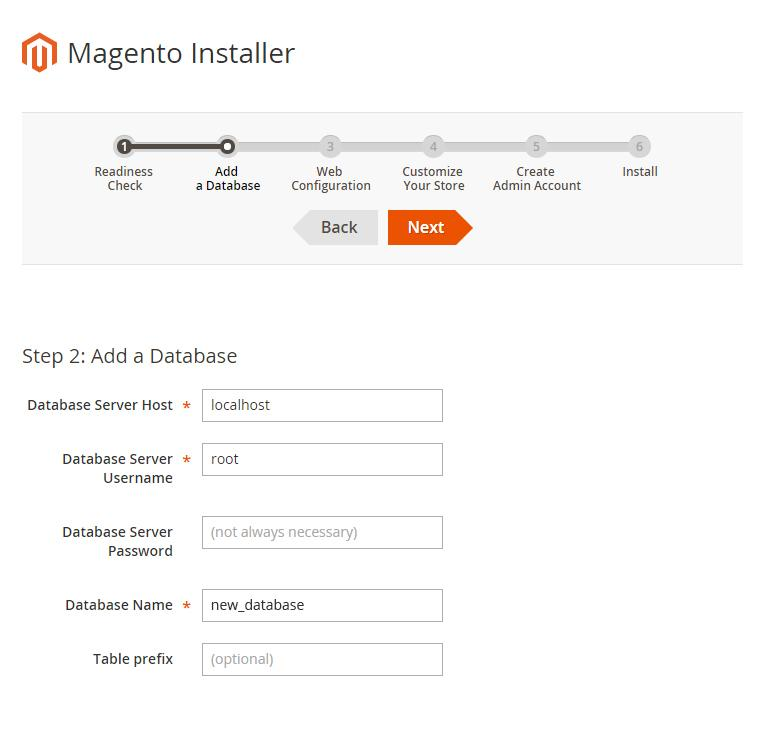 Magento Installer
1 3 4 5 6
Readiness Add Web Customize Create Install
Check a Database Configuration Your Store Admin Account
Back Next
Step 2: Add a Database
Database Server Host * localhost
Database Server * root
Username
Database Server (not always necessary)
Password
Database Name * new_database
Table prefix (optional)